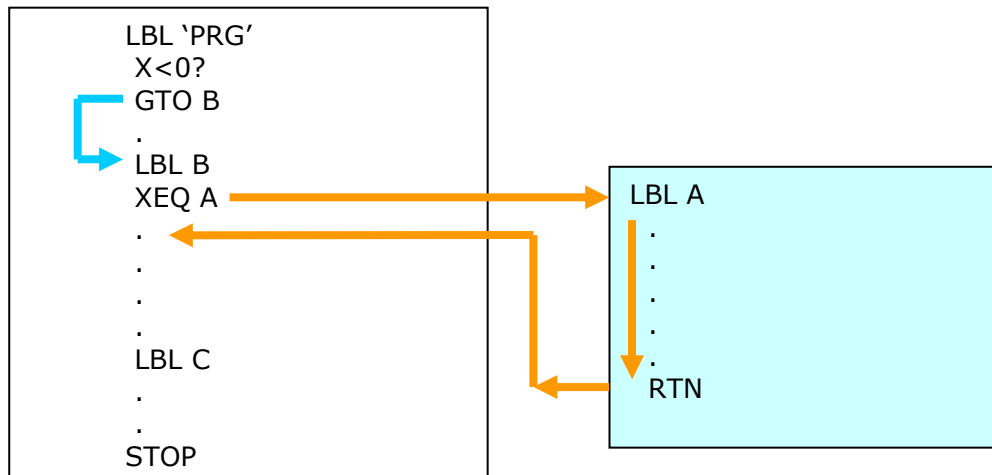 LBL ‘PRG’
X<0?
GTO B
.
LBL B
XEQ A
.
.
.
.
LBL C
.
.
STOP
LBL A
.
.
.
.
.
RTN